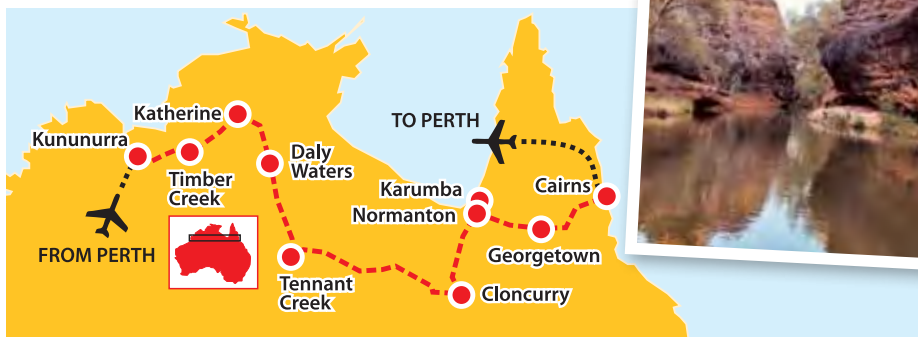 Katherine
Kununurra
Timber
Creek
Daly
Waters
FROM PERTH
Tennant
Creek
TO PERTH
Karumba
Normanton
Cairns
Georgetown
Cloncurry